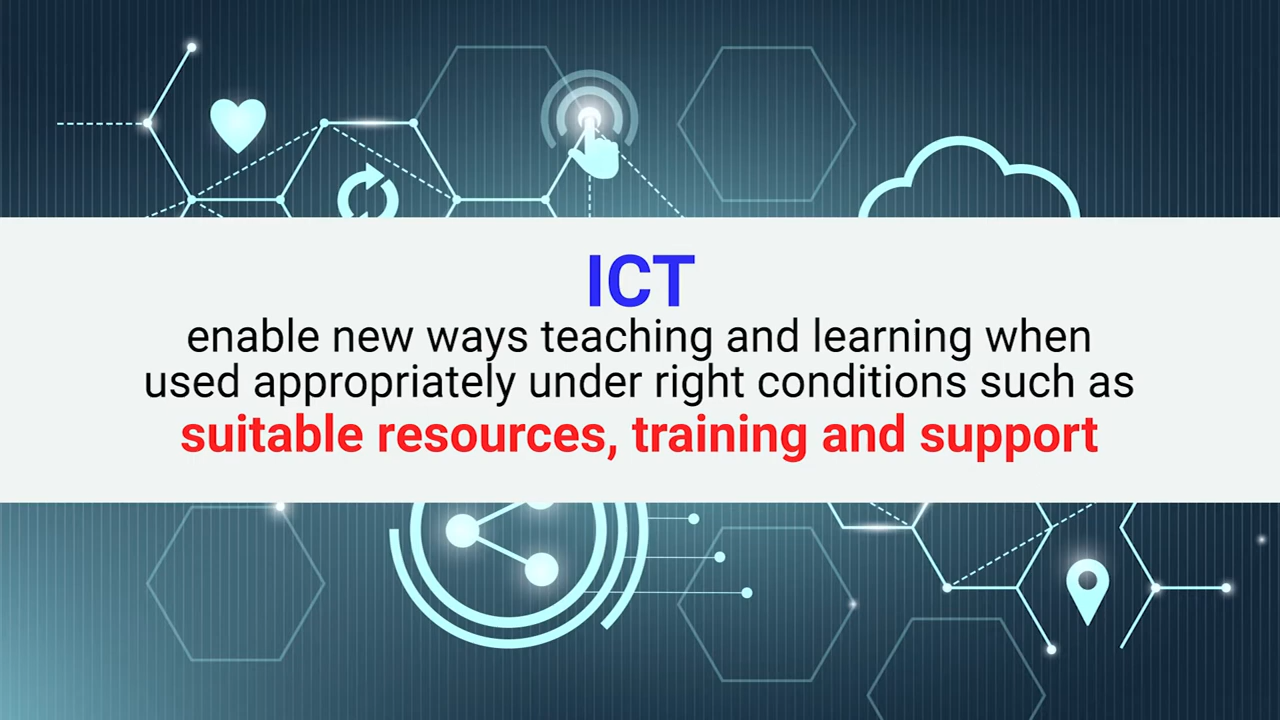 ICT
enable new ways teaching and learning when
used appropriately under right conditions such as
suitable resources, training and support